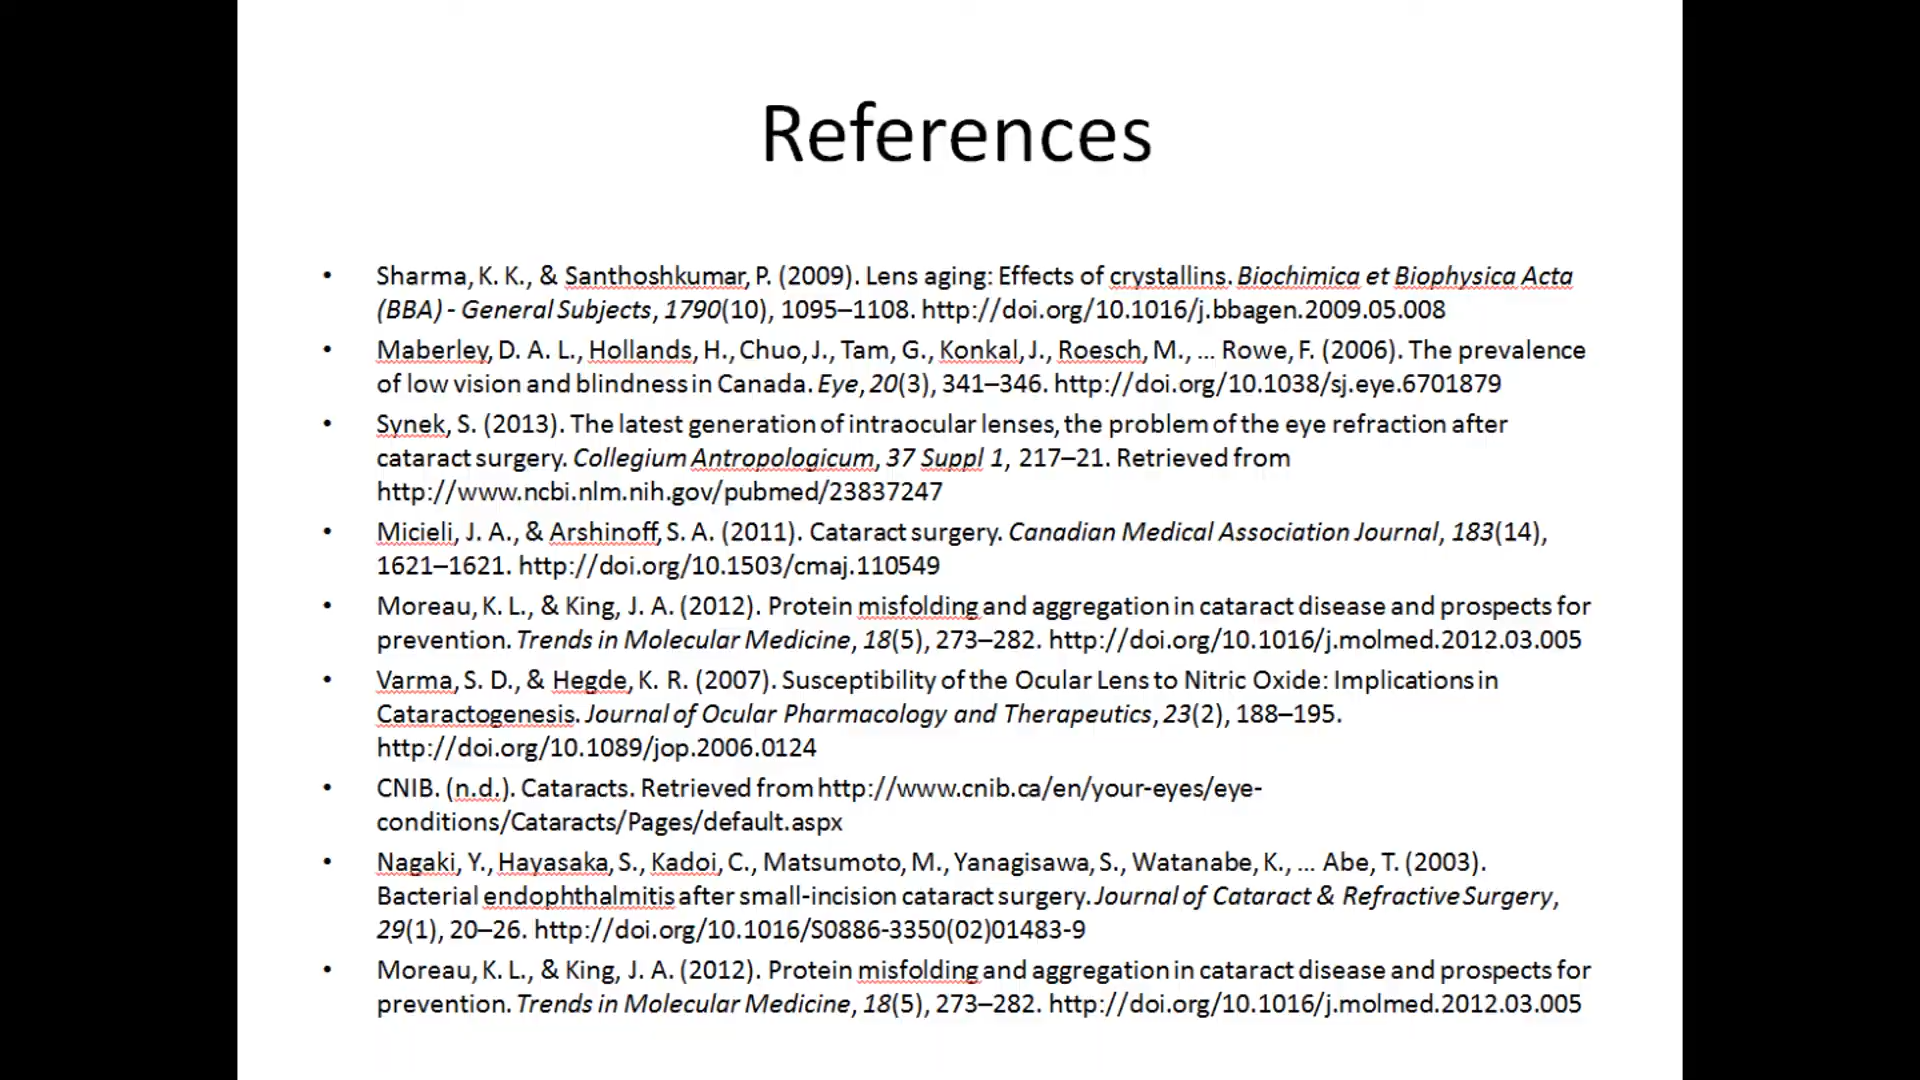 References
• Sharma, K. K., & Santhoshkumar, P. (2009). Lens aging: Effects of crystallins. Biochimica et Biophysica Acta
(BBA) - General Subjects, 1790(10), 1095–1108. http://doi.org/10.1016/j.bbagen.2009.05.008
• Maberley, D. A. L., Hollands, H., Chuo, J., Tam, G., Konkal, J., Roesch, M., … Rowe, F. (2006). The prevalence
of low vision and blindness in Canada. Eye, 20(3), 341–346. http://doi.org/10.1038/sj.eye.6701879
• Synek, S. (2013). The latest generation of intraocular lenses, the problem of the eye refraction after
cataract surgery. Collegium Antropologicum, 37 Suppl 1, 217–21. Retrieved from
http://www.ncbi.nlm.nih.gov/pubmed/23837247
• Micieli, J. A., & Arshinoff, S. A. (2011). Cataract surgery. Canadian Medical Association Journal, 183(14),
1621–1621. http://doi.org/10.1503/cmaj.110549
• Moreau, K. L., & King, J. A. (2012). Protein misfolding and aggregation in cataract disease and prospects for
prevention. Trends in Molecular Medicine, 18(5), 273–282. http://doi.org/10.1016/j.molmed.2012.03.005
• Varma, S. D., & Hegde, K. R. (2007). Susceptibility of the Ocular Lens to Nitric Oxide: Implications in
Cataractogenesis. Journal of Ocular Pharmacology and Therapeutics, 23(2), 188–195.
http://doi.org/10.1089/jop.2006.0124
• CNIB. (n.d.). Cataracts. Retrieved from http://www.cnib.ca/en/your-eyes/eye-
conditions/Cataracts/Pages/default.aspx
• Nagaki, Y., Hayasaka, S., Kadoi, C., Matsumoto, M., Yanagisawa, S., Watanabe, K., … Abe, T. (2003).
Bacterial endophthalmitis after small-incision cataract surgery. Journal of Cataract & Refractive Surgery,
29(1), 20–26. http://doi.org/10.1016/S0886-3350(02)01483-9
• Moreau, K. L., & King, J. A. (2012). Protein misfolding and aggregation in cataract disease and prospects for
prevention. Trends in Molecular Medicine, 18(5), 273–282. http://doi.org/10.1016/j.molmed.2012.03.005